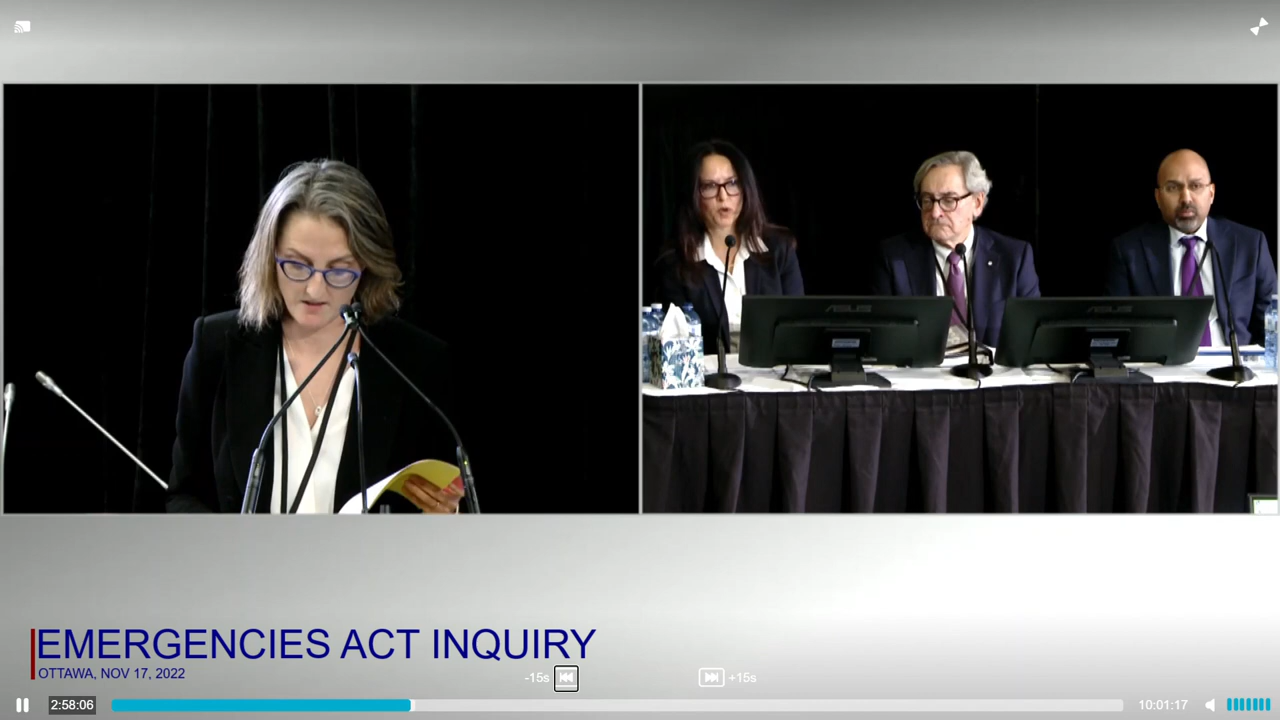 ASUS
ASUS
EMERGENCIES ACT INQUIRY
OTTAWA, NOV 17, 2022
-15s
+15s
2:58:06
10:01:17